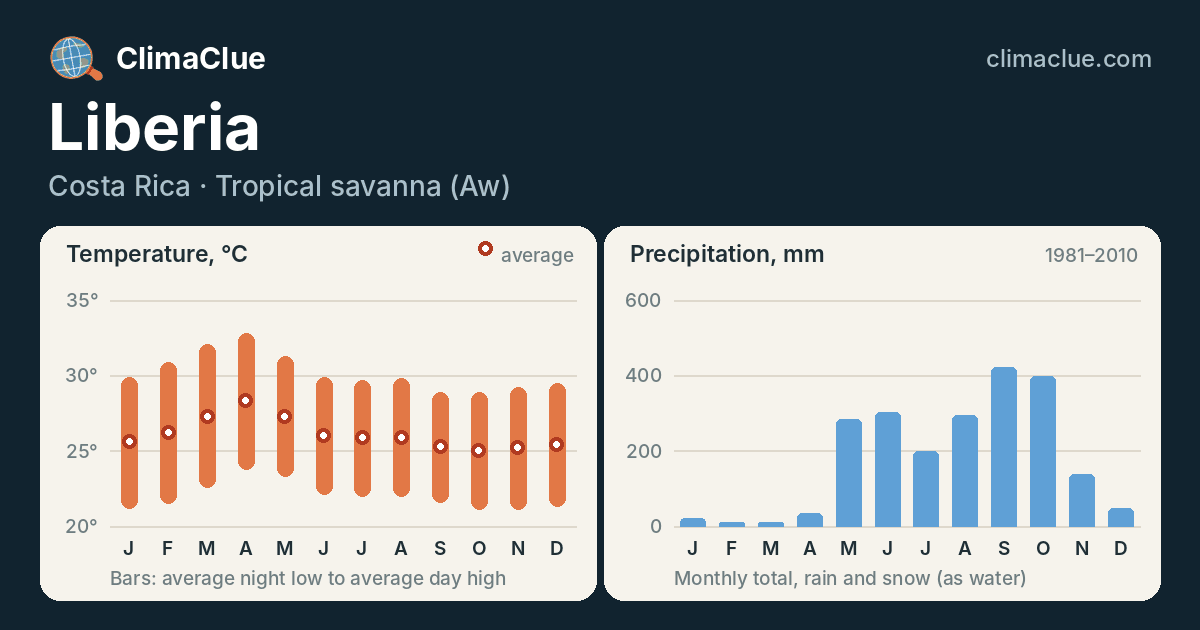 ClimaClue
climaclue.com
Liberia
Costa Rica · Tropical savanna (Aw)
Temperature, °C
average
35°
30°
25°
20°
J F M A M J J A S O N D
Bars: average night low to average day high
Precipitation, mm
1981–2010
600
400
200
0
J F M A M J J A S O N D
Monthly total, rain and snow (as water)